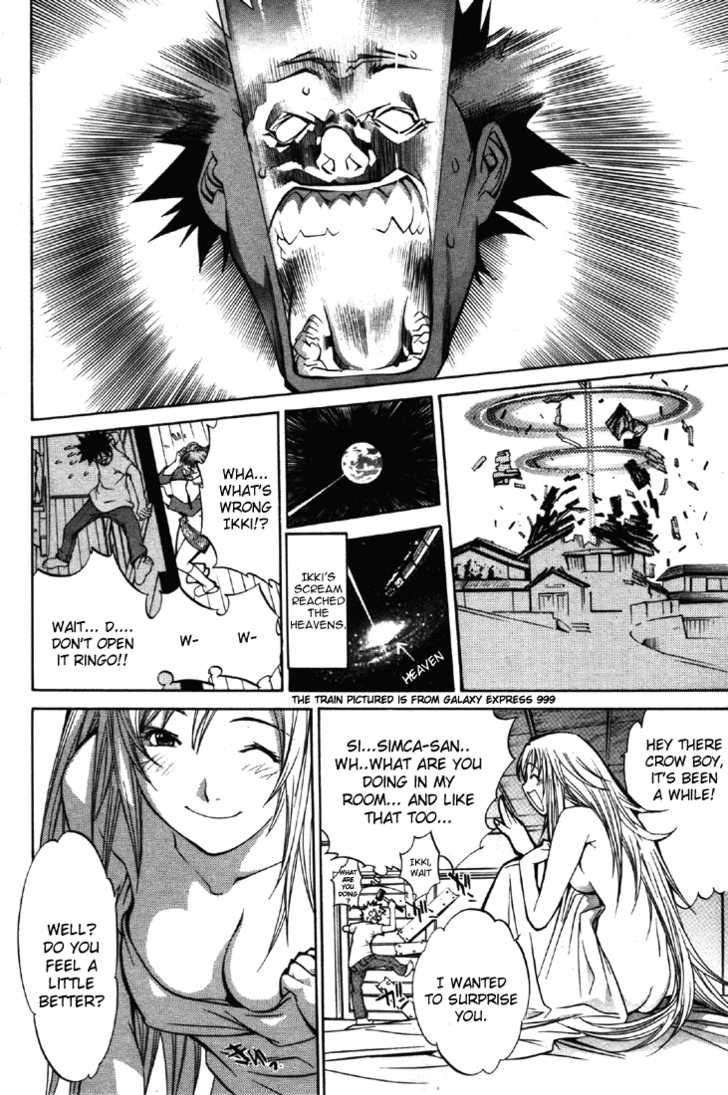 IKKI'S
SCREAM
REACHED
THE
HEAVENS.
HEAVEN
THE TRAIN PICTURED IS FROM GALAXY EXPRESS 999
WHA...
WHAT'S
WRONG
IKKI!?
WAIT... D....
DON'T OPEN
IT RINGO!!
W-
W-
HEY THERE
CROW BOY,
IT'S BEEN
A WHILE!
SI...SIMCA-SAN..
WH..WHAT ARE
YOU DOING IN MY
ROOM... AND LIKE
THAT TOO...
IKKI,
WAIT
WHAT
ARE
YOU
DOING
?
I WANTED
TO SURPRISE
YOU.
WELL?
DO YOU
FEEL A
LITTLE
BETTER?